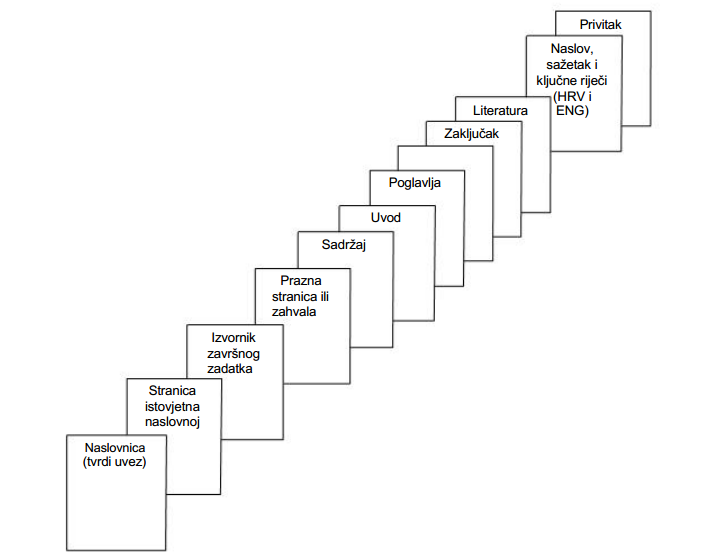 Privitak
Naslov,
sažetak i
ključne riječi
(HRV i
ENG)
Literatura
Zaključak
Poglavlja
Uvod
Sadržaj
Prazna
stranica ili
zahvala
Izvornik
završnog
zadatka
Stranica
istovjetna
naslovnoj
Naslovnica
(tvrdi uvez)